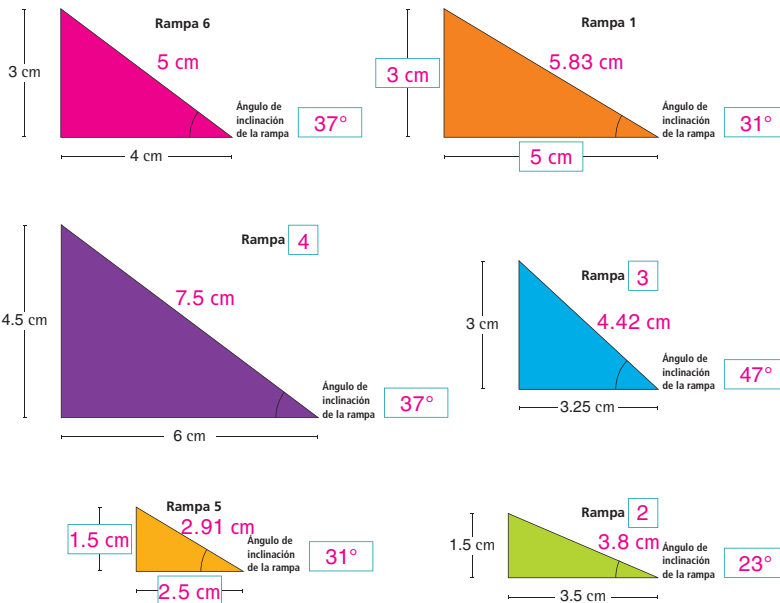 Rampa 6
3 cm
5 cm
Ángulo de
inclinación
de la rampa
37°
4 cm
Rampa 1
3 cm
5.83 cm
Ángulo de
inclinación
de la rampa
31°
5 cm
Rampa 4
4.5 cm
7.5 cm
Ángulo de
inclinación
de la rampa
37°
6 cm
Rampa 3
3 cm
4.42 cm
Ángulo de
inclinación
de la rampa
47°
3.25 cm
Rampa 5
1.5 cm
2.91 cm
Ángulo de
inclinación
de la rampa
31°
2.5 cm
Rampa 2
1.5 cm
3.8 cm
Ángulo de
inclinación
de la rampa
23°
3.5 cm